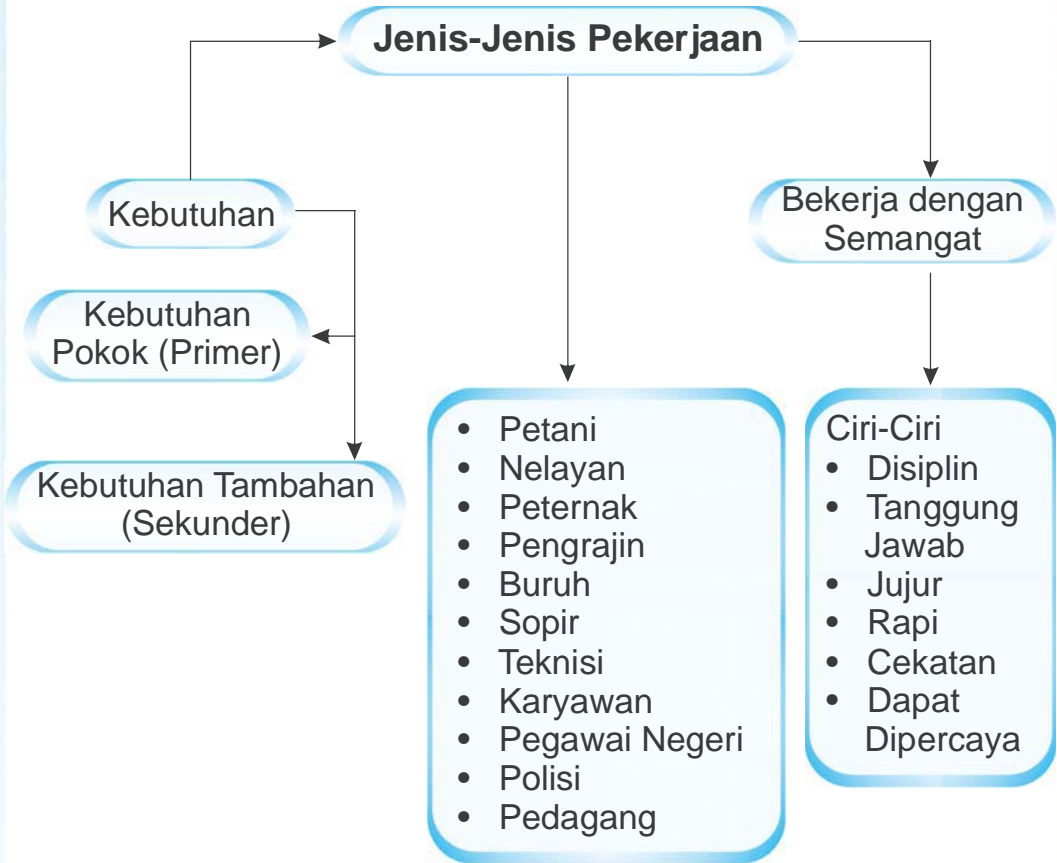 Jenis-Jenis Pekerjaan
Kebutuhan
Kebutuhan
Pokok (Primer)
Kebutuhan Tambahan
(Sekunder)
• Petani
• Nelayan
• Peternak
• Pengrajin
• Buruh
• Sopir
• Teknisi
• Karyawan
• Pegawai Negeri
• Polisi
• Pedagang
Bekerja dengan
Semangat
Ciri-Ciri
• Disiplin
• Tanggung
Jawab
• Jujur
• Rapi
• Cekatan
• Dapat
Dipercaya